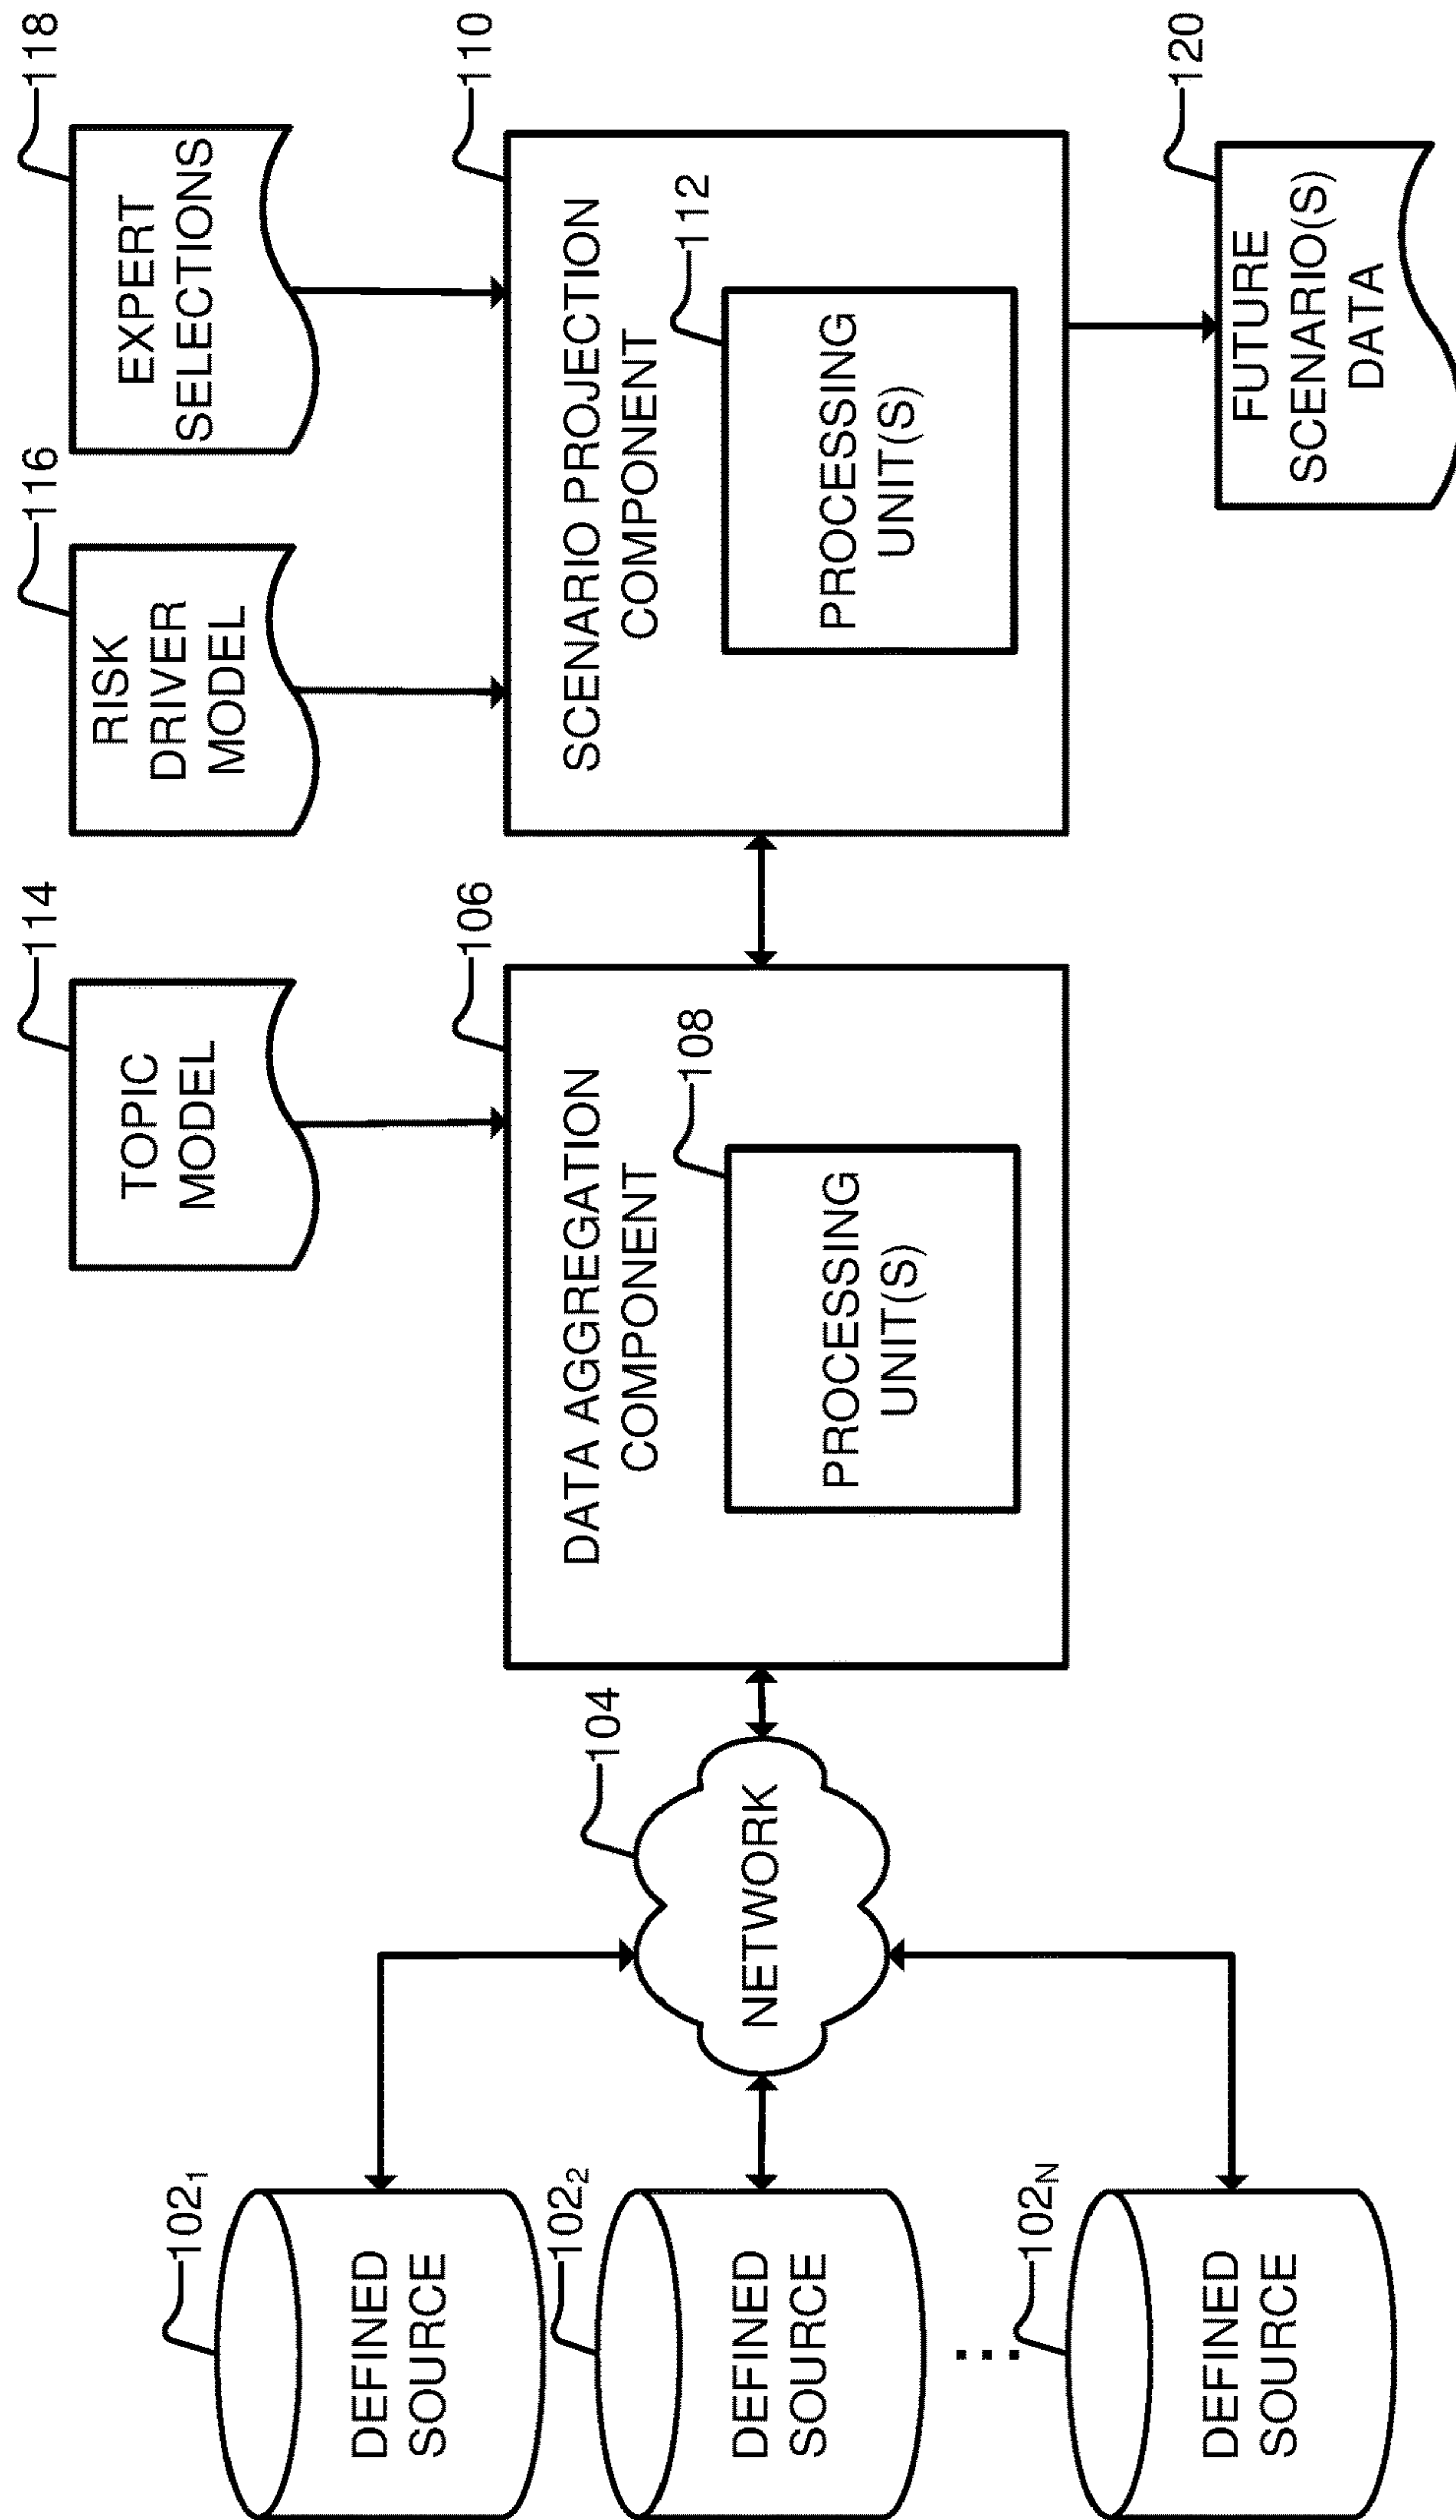 102₁
DEFINED
SOURCE
102₂
DEFINED
SOURCE
...
102N
DEFINED
SOURCE
104
NETWORK
114
TOPIC
MODEL
106
DATA AGGREGATION
COMPONENT
108
PROCESSING
UNIT(S)
116
RISK
DRIVER
MODEL
118
EXPERT
SELECTIONS
110
SCENARIO PROJECTION
COMPONENT
112
PROCESSING
UNIT(S)
120
FUTURE
SCENARIO(S)
DATA